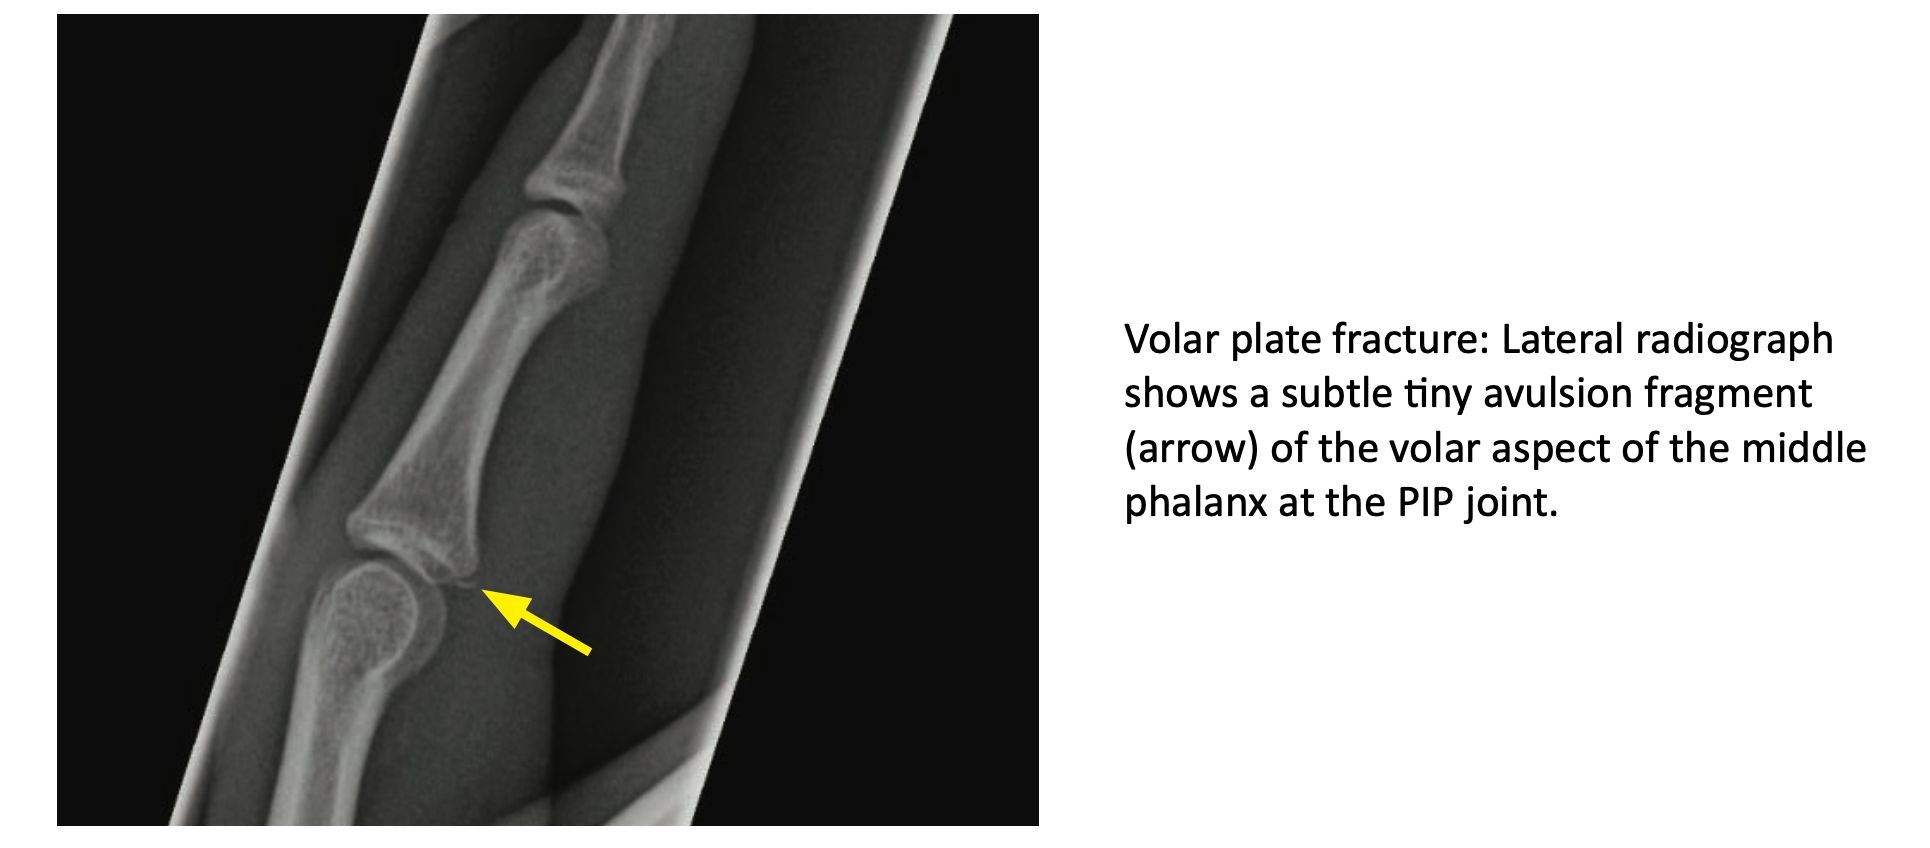 Volar plate fracture: Lateral radiograph
shows a subtle tiny avulsion fragment
(arrow) of the volar aspect of the middle
phalanx at the PIP joint.